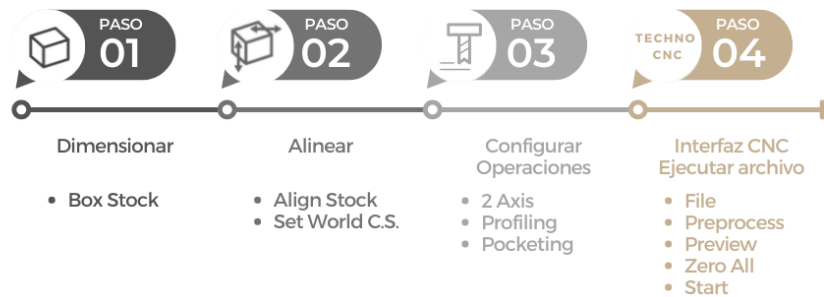 PASO
01
PASO
02
PASO
03
TECHNO
CNC
PASO
04
Dimensionar
• Box Stock
Alinear
• Align Stock
• Set World C.S.
Configurar
Operaciones
• 2 Axis
• Profiling
• Pocketing
Interfaz CNC
Ejecutar archivo
• File
• Preprocess
• Preview
• Zero All
• Start